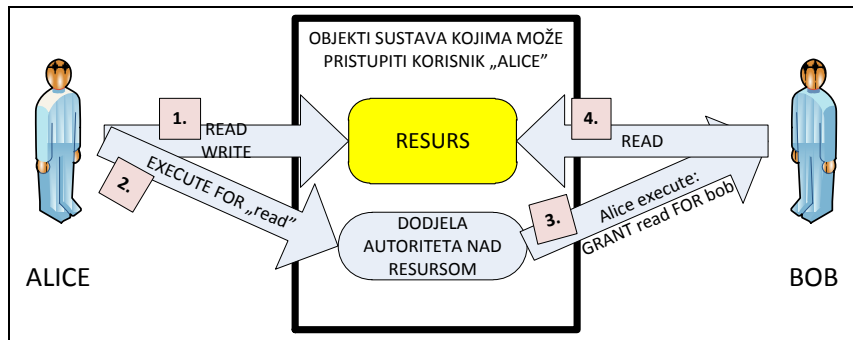 OBJEKTI SUSTAVA KOJIMA MOŽE
PRISTUPITI KORISNIK „ALICE”
1.
READ
WRITE
RESURS
4.
READ
2.
EXECUTE FOR „read”
DODJELA
AUTORITETA NAD
RESURSOM
3.
Alice execute:
GRANT read FOR bob
ALICE
BOB